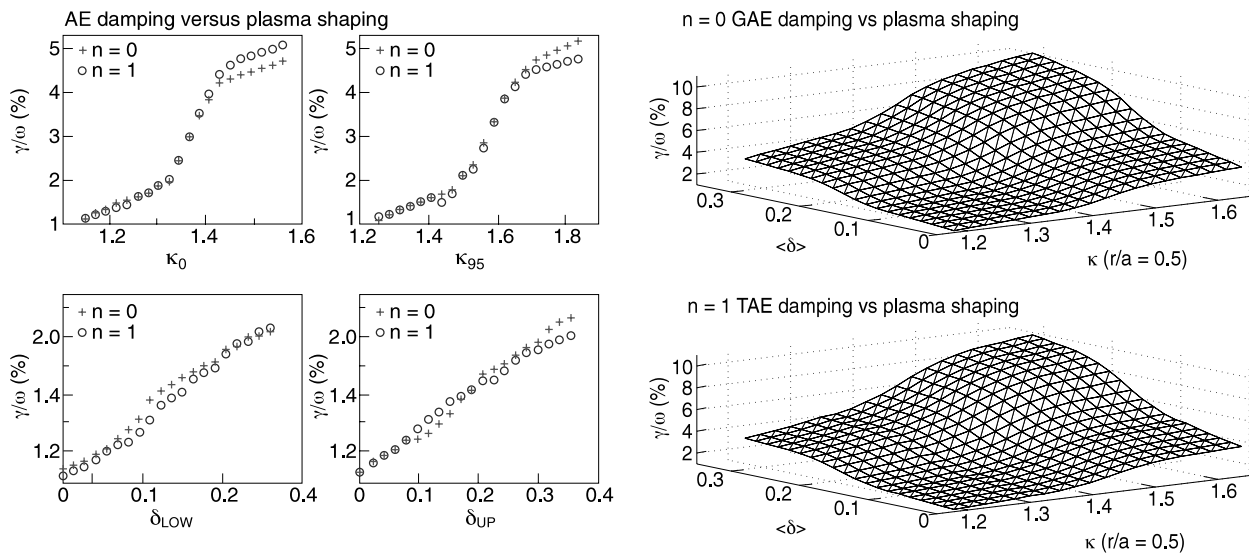 AE damping versus plasma shaping
5
4
3
2
1
γ/ω (%)
+ n = 0
○ n = 1
1.2
1.4
1.6
κ0
5
4
3
2
1
γ/ω (%)
+ n = 0
○ n = 1
1.2
1.4
1.6
1.8
κ95
2.0
1.4
1.2
γ/ω (%)
+ n = 0
○ n = 1
0
0.1
0.2
0.4
δLOW
2.0
1.4
1.2
γ/ω (%)
+ n = 0
○ n = 1
0
0.1
0.2
0.3
0.4
δUP
n = 0 GAE damping vs plasma shaping
10
8
6
4
2
γ/ω (%)
0.3
0.2
0.1
0
<δ>
1.2
1.3
1.4
1.5
1.6
κ (r/a = 0.5)
n = 1 TAE damping vs plasma shaping
10
8
6
4
2
γ/ω (%)
0.3
0.2
0.1
0
<δ>
1.2
1.3
1.4
1.5
1.6
κ (r/a = 0.5)